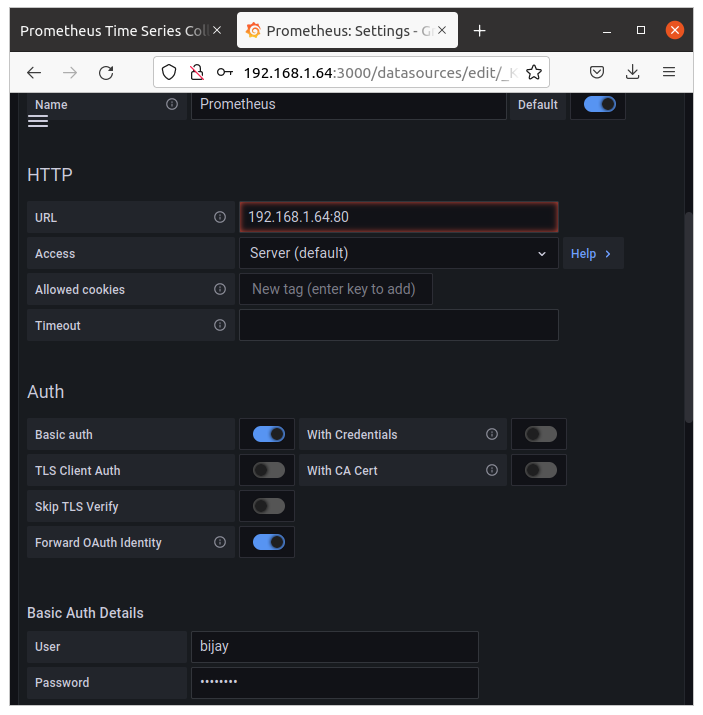 Prometheus Time Series Coll
Prometheus: Settings - Gr
192.168.1.64:3000/datasources/edit/_K
Name Prometheus Default
HTTP
URL 192.168.1.64:80
Access Server (default) Help
Allowed cookies New tag (enter key to add)
Timeout
Auth
Basic auth With Credentials
TLS Client Auth With CA Cert
Skip TLS Verify
Forward OAuth Identity
Basic Auth Details
User bijay
Password ••••••••